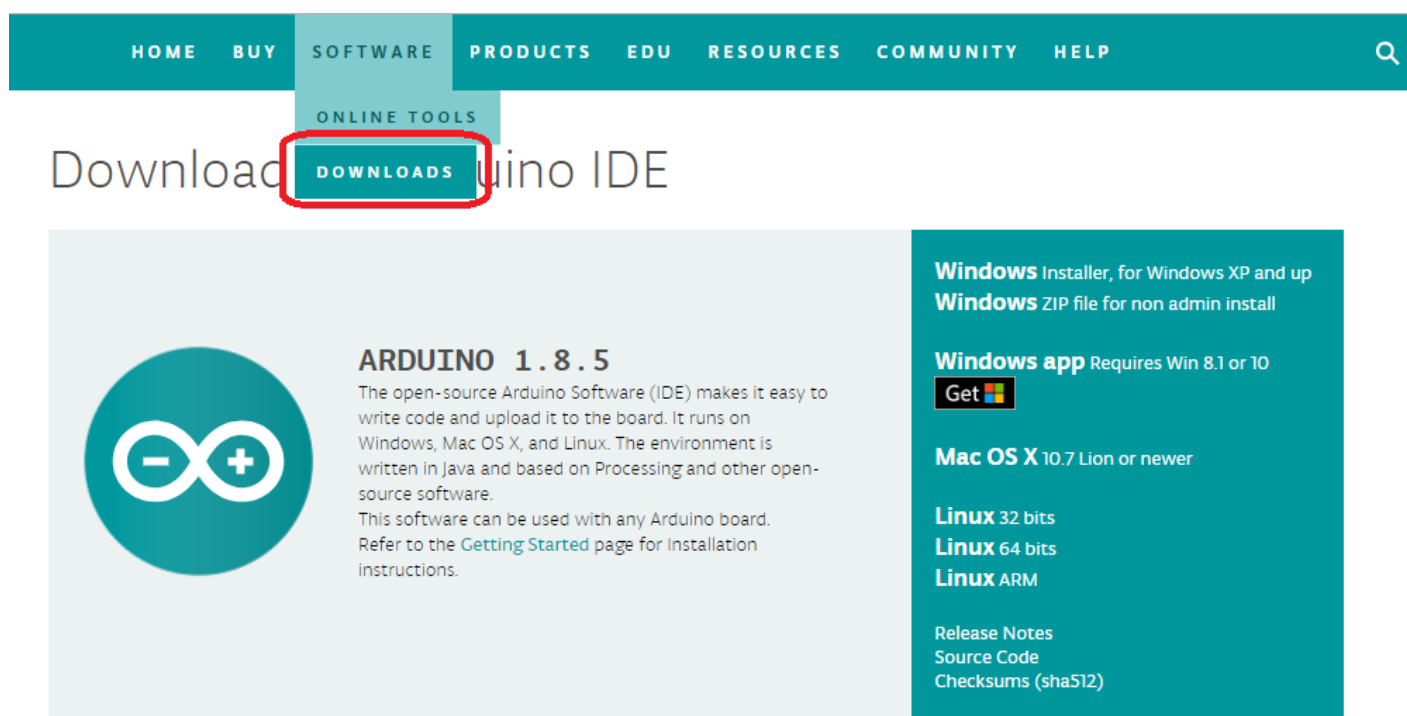 HOME BUY SOFTWARE PRODUCTS EDU RESOURCES COMMUNITY HELP
ONLINE TOOLS
DOWNLOADS
Downloa uino IDE
ARDUINO 1.8.5
The open-source Arduino Software (IDE) makes it easy to
write code and upload it to the board. It runs on
Windows, Mac OS X, and Linux. The environment is
written in Java and based on Processing and other open-
source software.
This software can be used with any Arduino board.
Refer to the Getting Started page for Installation
instructions.
Windows Installer, for Windows XP and up
Windows ZIP file for non admin install
Windows app Requires Win 8.1 or 10
Get
Mac OS X 10.7 Lion or newer
Linux 32 bits
Linux 64 bits
Linux ARM
Release Notes
Source Code
Checksums (sha512)